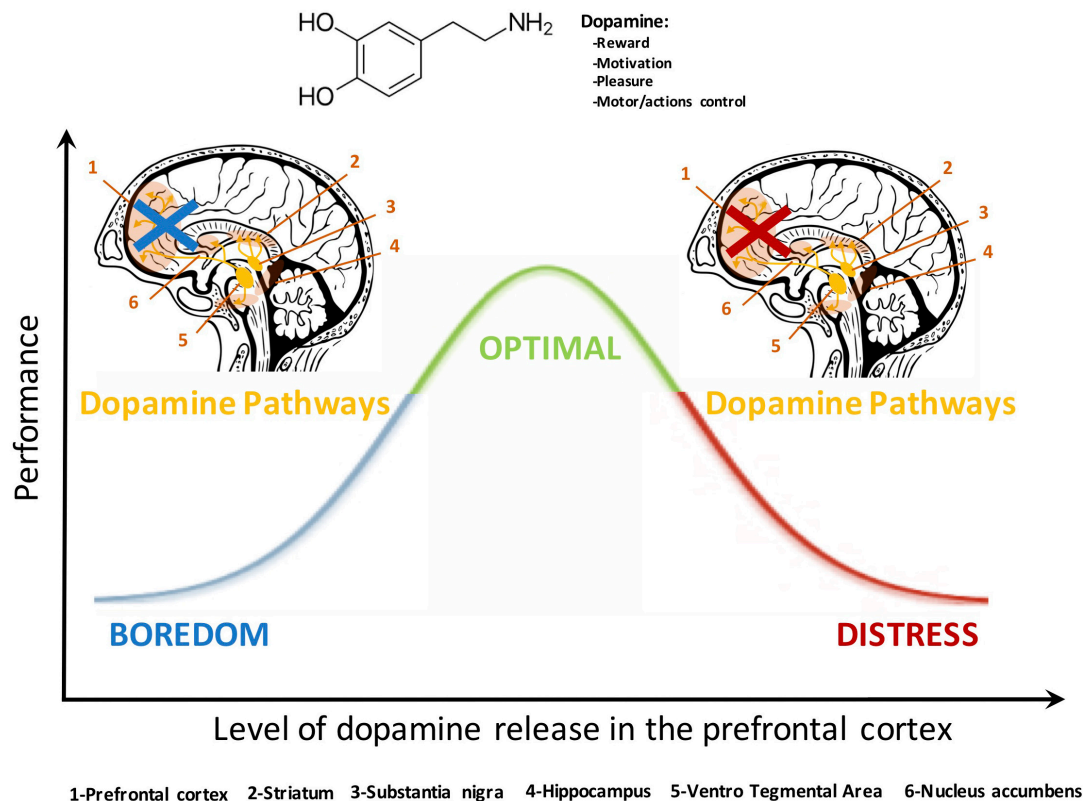 HO
NH2
HO
Dopamine:
-Reward
-Motivation
-Pleasure
-Motor/actions control
1
2
3
4
6
5
1
2
3
4
6
5
OPTIMAL
Dopamine Pathways
Dopamine Pathways
Performance
BOREDOM
DISTRESS
Level of dopamine release in the prefrontal cortex
1-Prefrontal cortex 2-Striatum 3-Substantia nigra 4-Hippocampus 5-Ventro Tegmental Area 6-Nucleus accumbens